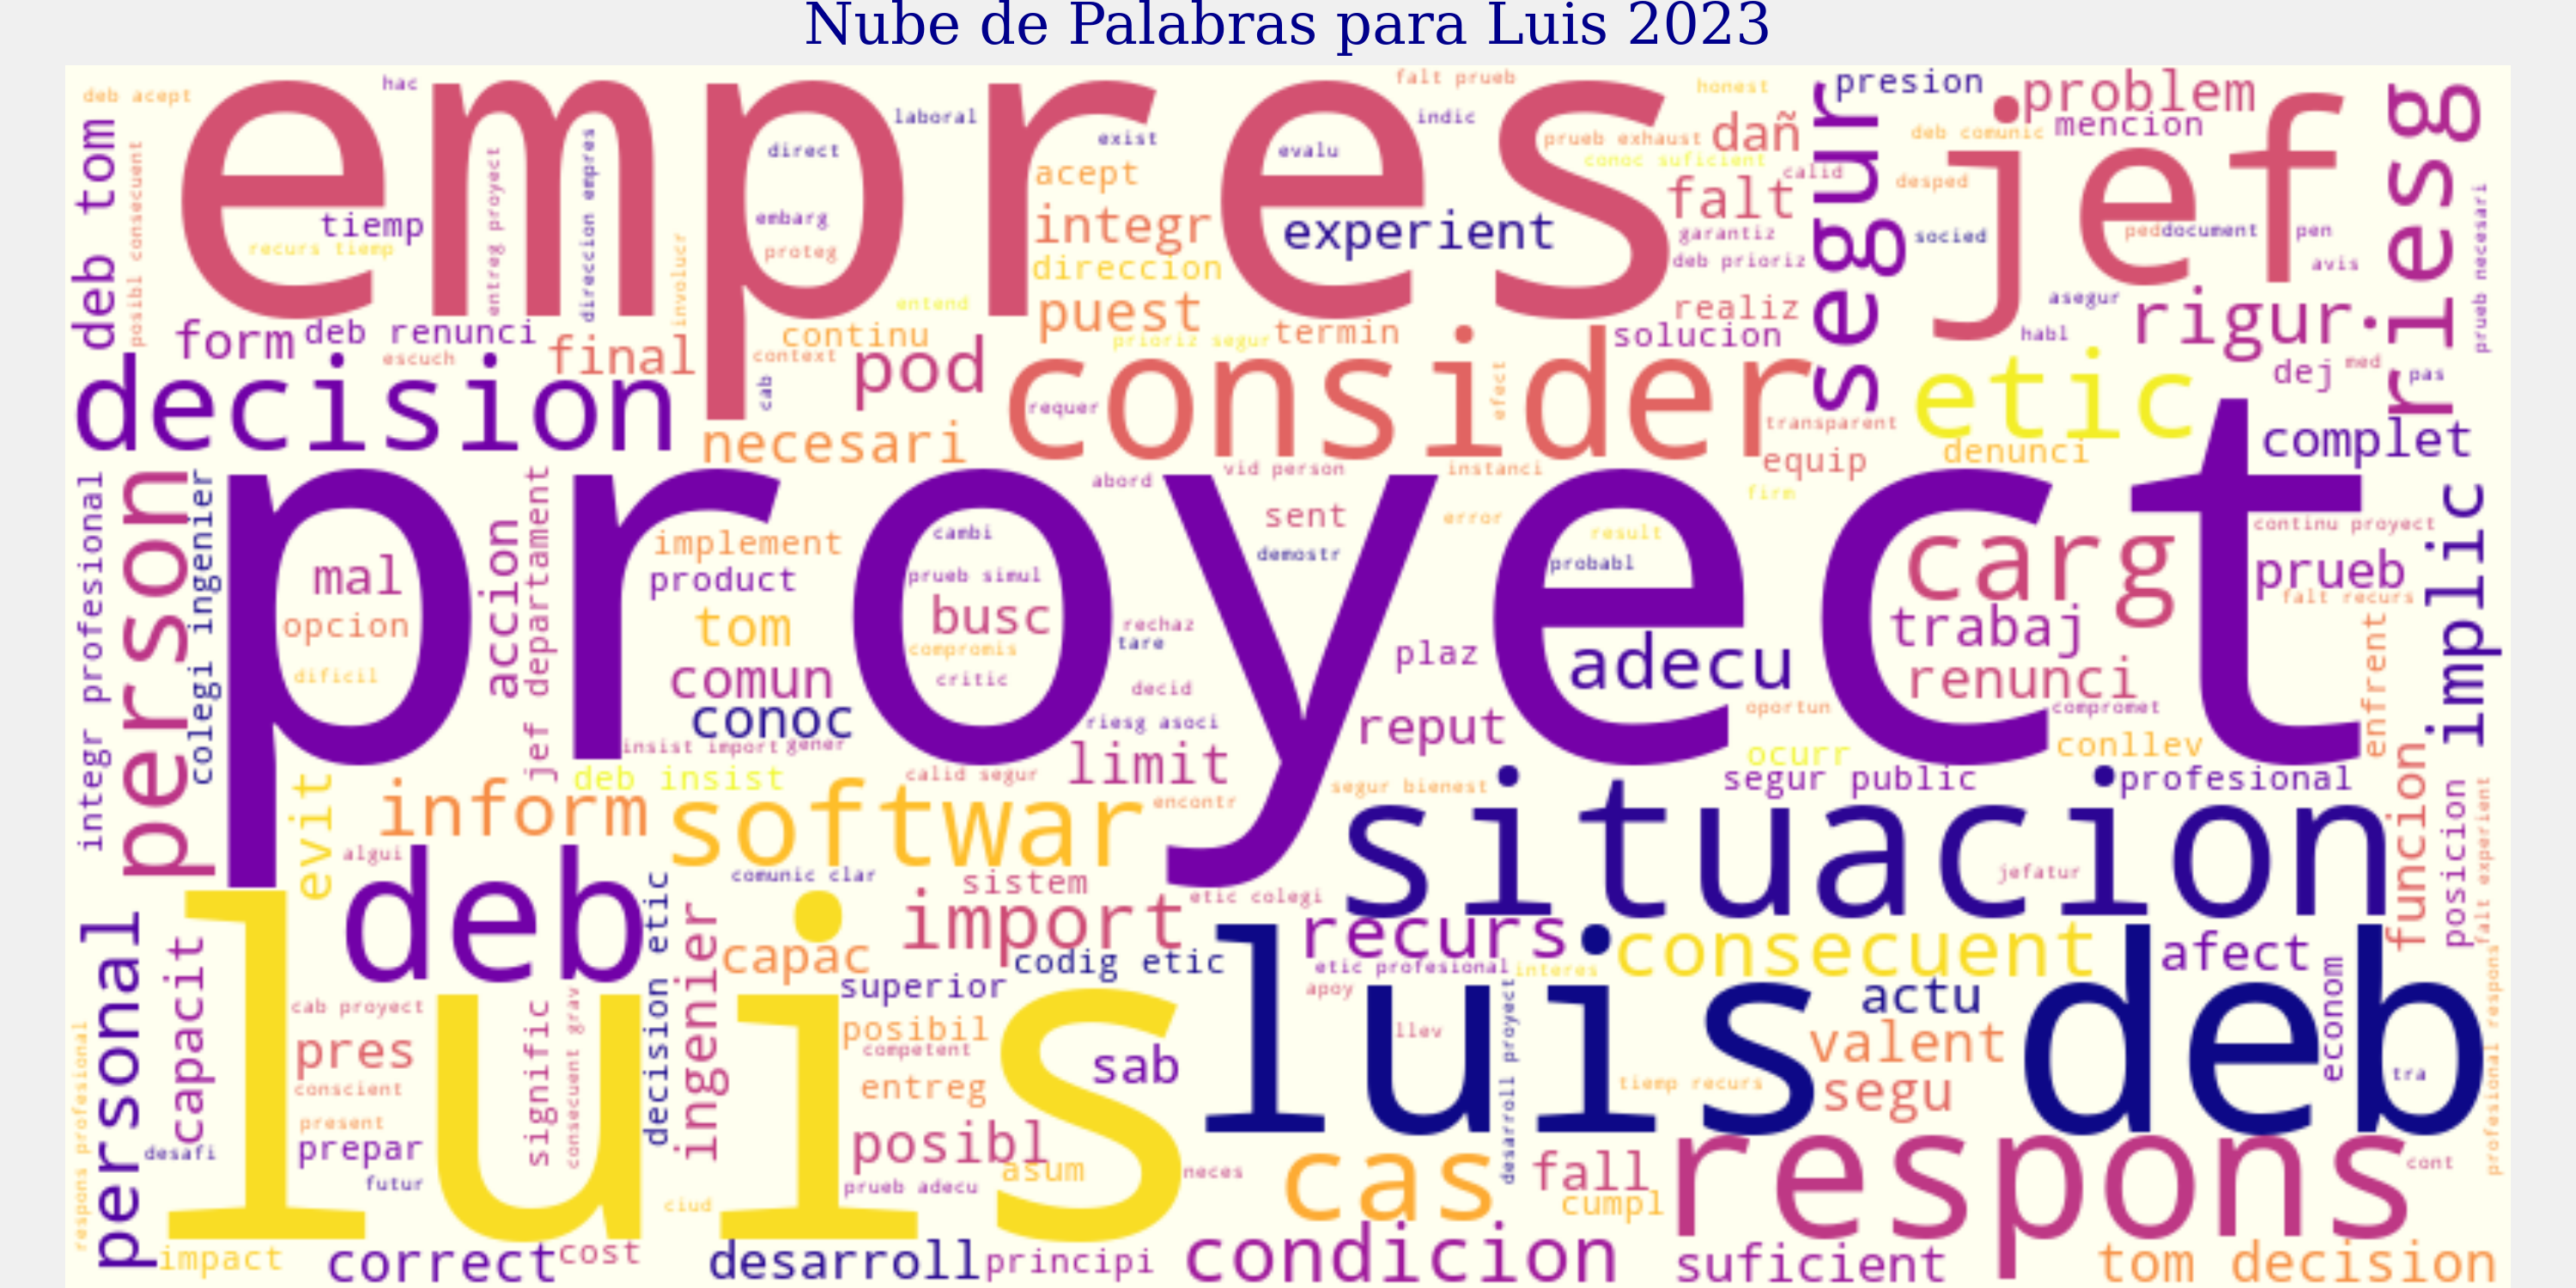 Nube de Palabras para Luis 2023
empres
proyect
luis
luis deb
jef
consider
situacion
respons
decision
deb
person
personal
riesg
segur
etic
softwar
consecuent
cas
condicion
implic
carg
recurs
import
inform
deb tom
rigur
problem
presion
mencion
dañ
falt
experient
integr
acept
direccion
puest
continu
termin
pod
necesari
final
form
deb renunci
tiemp
recurs tiemp
solucion
realiz
complet
denunci
equip
dej
prueb
trabaj
renunci
adecu
reput
plaz
limit
busc
comun
conoc
tom
product
implement
mal
opcion
dificil
accion
jef departament
colegi ingenier
integr profesional
evit
deb insist
segur public
profesional
ocurr
conllev
enfrent
funcion
posicion
falt experient
afect
actu
econom
valent
segu
fall
cumpl
suficient
tom decision
desarroll
principi
correct
cost
impact
capacit
pres
prepar
signific
consecuent grav
decision etic
ingenier
capac
superior
posibil
competent
entreg
posibl
asum
prueb adecu
sab
codig etic
sistem
comunic clar
etic colegi
etic profesional
interes
apoy
llev
desarroll proyect
tiemp recurs
tra
cont
profesional respons
respons profesional
desafi
futur
present
conscient
cab proyect
ciud
neces
algui
encontr
calid segur
insist import
gener
riesg asoci
decid
tare
rechaz
critic
compromis
prueb simul
cambi
abord
vid person
instanci
error
sent
demostr
result
probabl
firm
oportun
compromet
falt recurs
continu proyect
segur bienest
jefatur
transparent
efect
requer
context
cab
escuch
prioriz segur
entend
deb acept
hac
posibl consecuent
entreg proyect
direccion empres
involucr
direct
embarg
proteg
laboral
exist
evalu
indic
falt prueb
prueb exhaust
conoc suficient
honest
calid
garantiz
deb prioriz
deb comunic
desped
socied
ped
document
pen
avis
asegur
habl
med
pas
prueb necesari